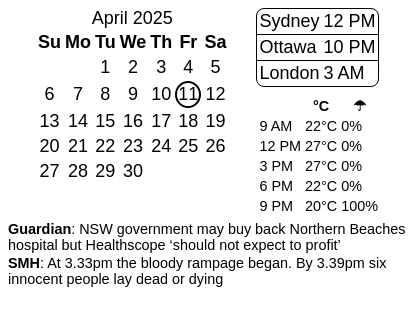 April 2025
Su Mo Tu We Th Fr Sa
1 2 3 4 5
6 7 8 9 10 11 12
13 14 15 16 17 18 19
20 21 22 23 24 25 26
27 28 29 30
Sydney 12 PM
Ottawa 10 PM
London 3 AM
°C ☂
9 AM 22°C 0%
12 PM 27°C 0%
3 PM 27°C 0%
6 PM 22°C 0%
9 PM 20°C 100%
Guardian: NSW government may buy back Northern Beaches
hospital but Healthscope ‘should not expect to profit’
SMH: At 3.33pm the bloody rampage began. By 3.39pm six
innocent people lay dead or dying